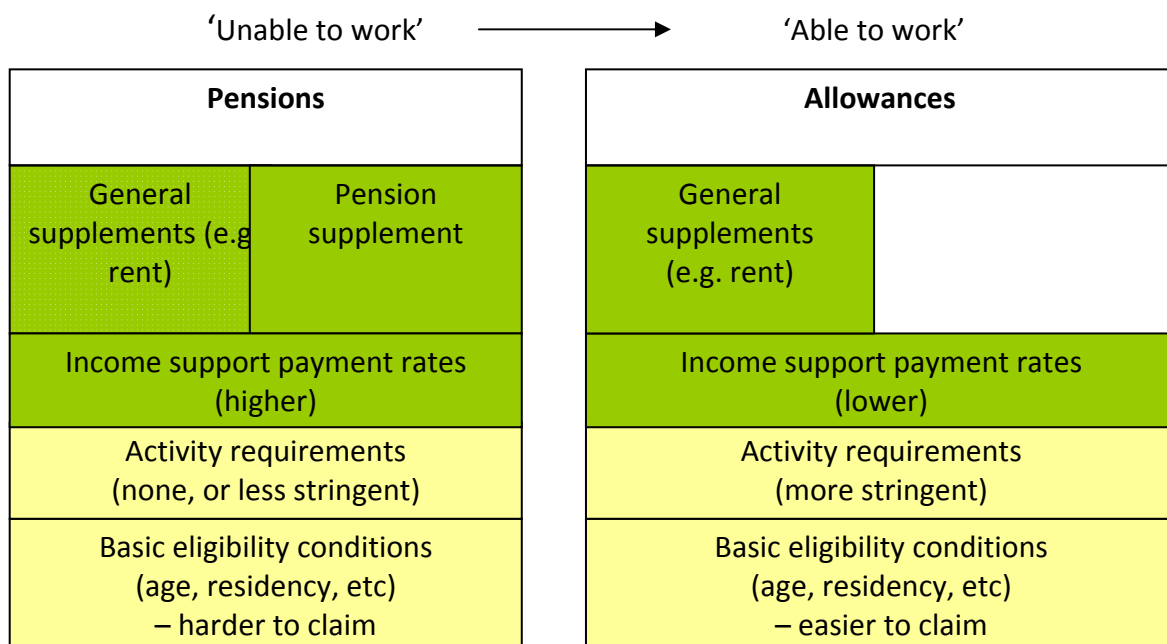 ‘Unable to work’
‘Able to work’
Pensions
General
supplements (e.g
rent)
Pension
supplement
Income support payment rates
(higher)
Activity requirements
(none, or less stringent)
Basic eligibility conditions
(age, residency, etc)
– harder to claim
Allowances
General
supplements
(e.g. rent)
Income support payment rates
(lower)
Activity requirements
(more stringent)
Basic eligibility conditions
(age, residency, etc)
– easier to claim